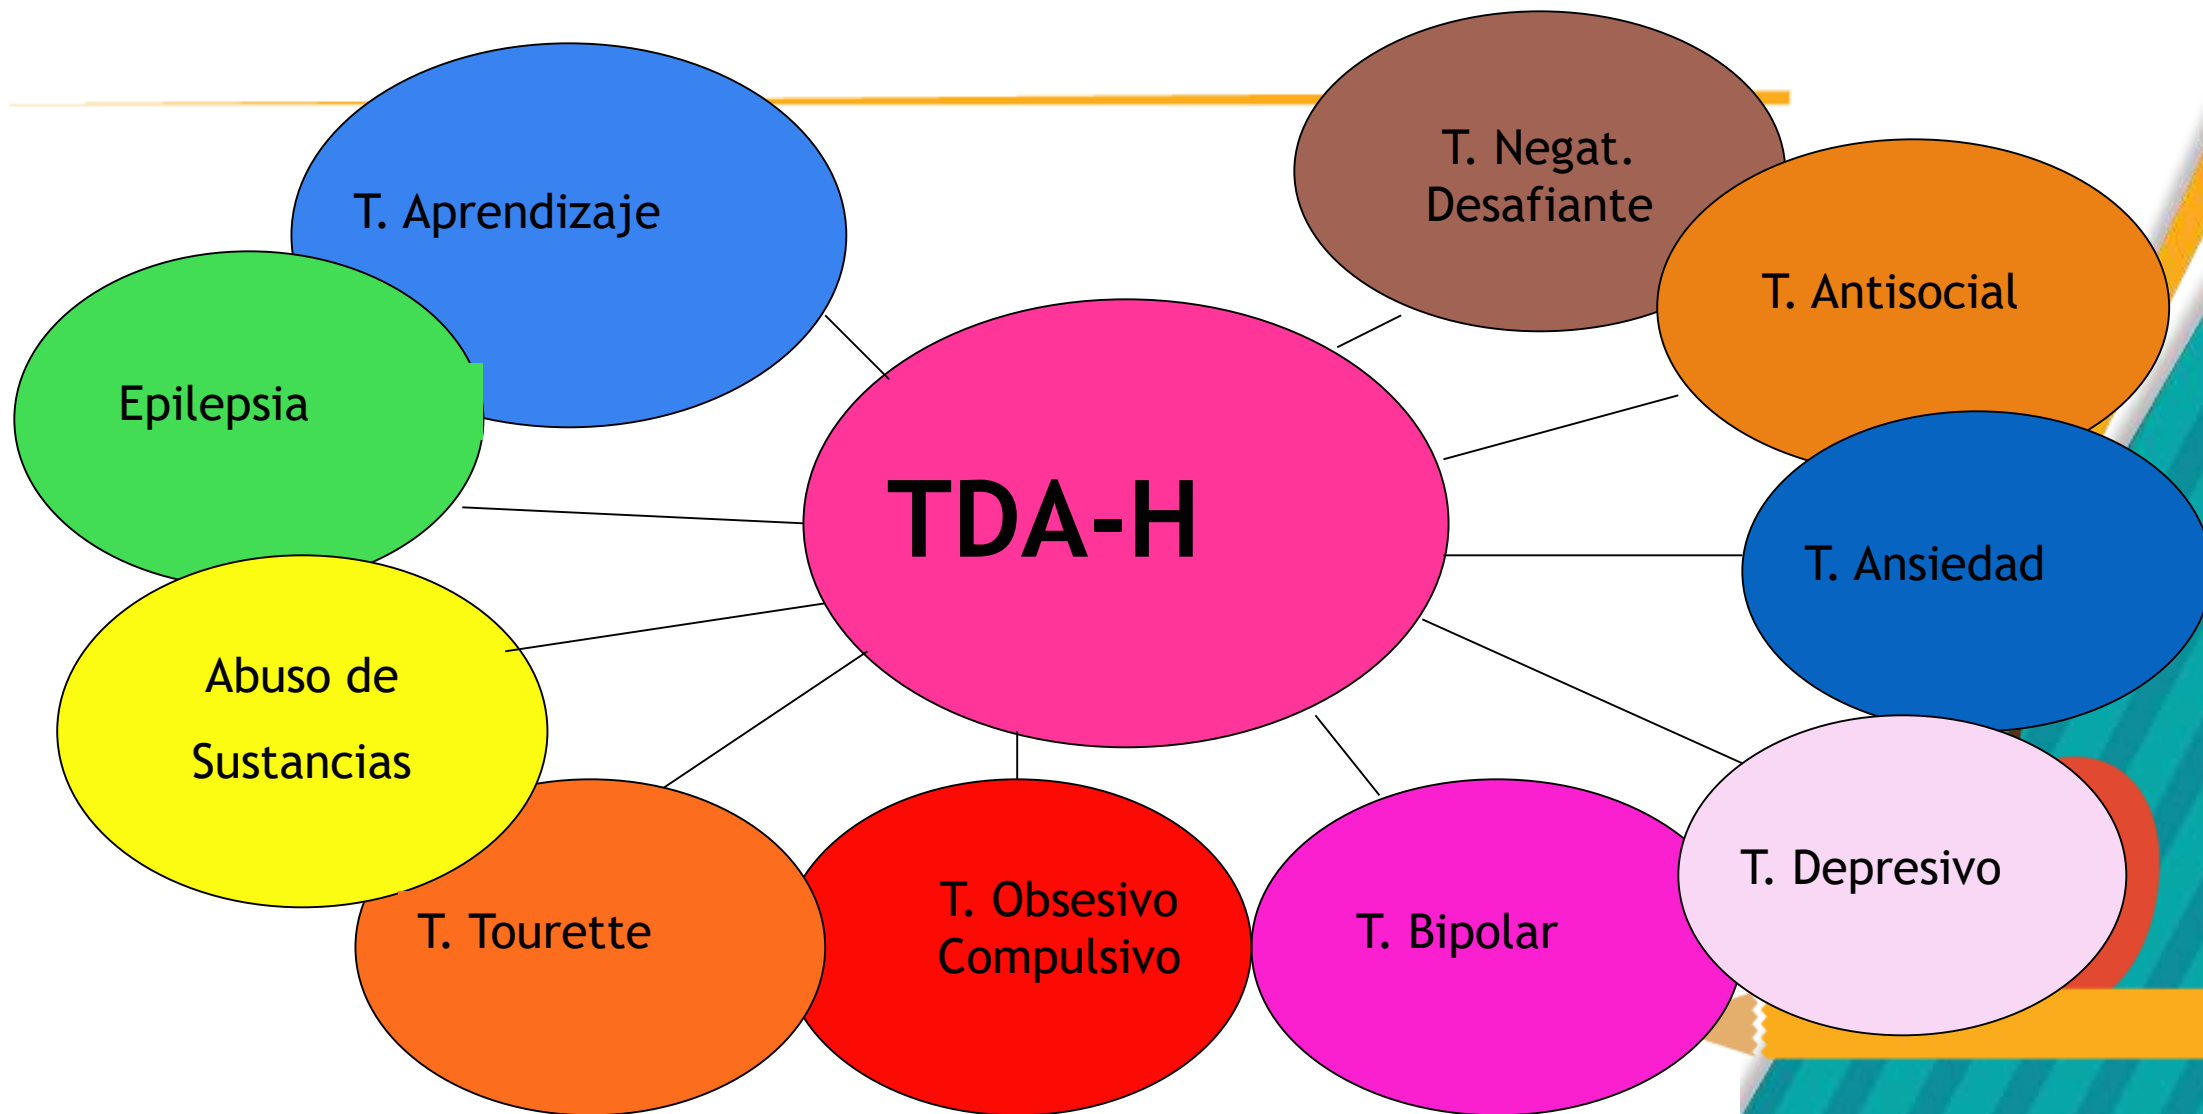 T. Negat.
Desafiante
T. Aprendizaje
T. Antisocial
Epilepsia
TDA-H
T. Ansiedad
Abuso de
Sustancias
T. Depresivo
T. Tourette
T. Obsesivo
Compulsivo
T. Bipolar